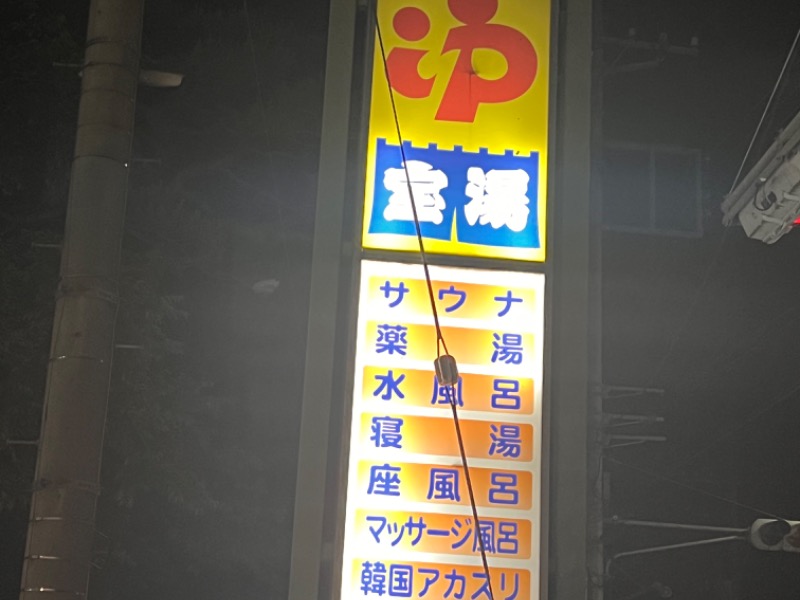 ゆ
宝湯
サウナ
薬湯
水風呂
寝湯
座風呂
マッサージ風呂
韓国アカスリ